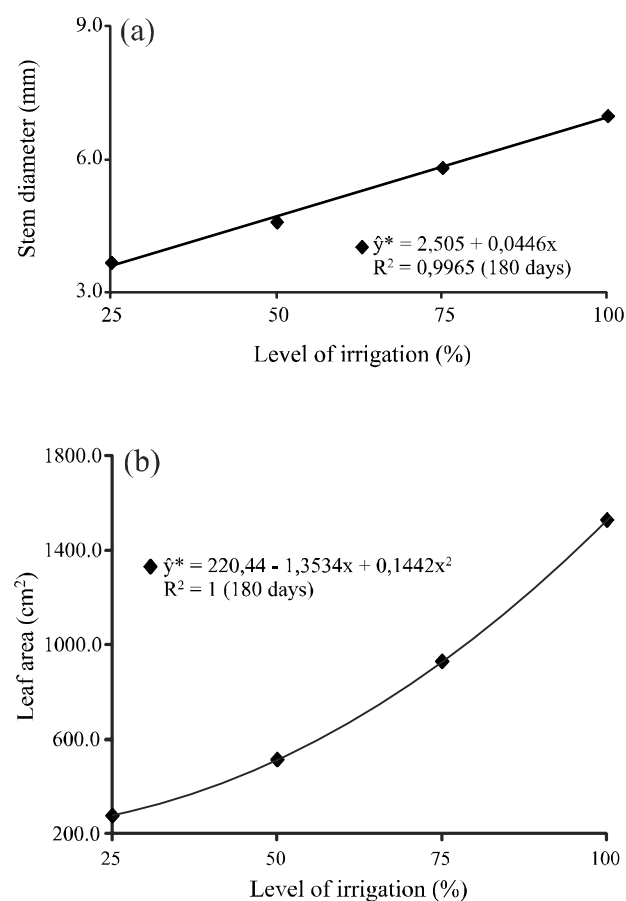 (a)
9.0
6.0
3.0
Stem diameter (mm)
ŷ* = 2,505 + 0,0446x
R² = 0,9965 (180 days)
25 50 75 100
Level of irrigation (%)
(b)
1800.0
1400.0
1000.0
600.0
200.0
Leaf area (cm²)
ŷ* = 220,44 - 1,3534x + 0,1442x²
R² = 1 (180 days)
25 50 75 100
Level of irrigation (%)